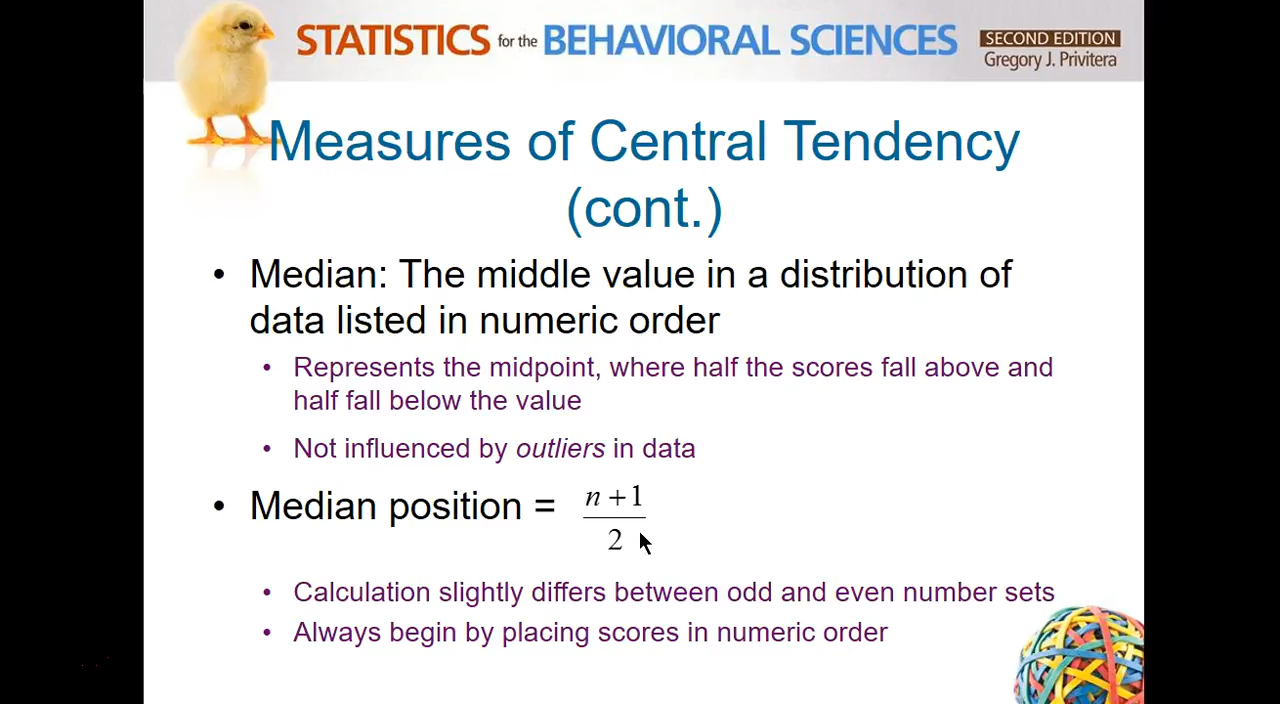 STATISTICS for the BEHAVIORAL SCIENCES
SECOND EDITION
Gregory J. Privitera
Measures of Central Tendency
(cont.)
• Median: The middle value in a distribution of
data listed in numeric order
• Represents the midpoint, where half the scores fall above and
half fall below the value
• Not influenced by outliers in data
• Median position = n + 1
2
• Calculation slightly differs between odd and even number sets
• Always begin by placing scores in numeric order